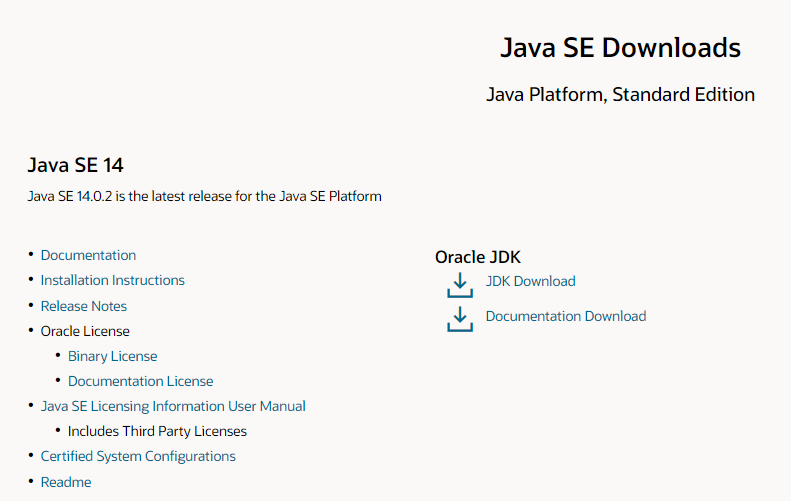 Java SE Downloads
Java Platform, Standard Edition
Java SE 14
Java SE 14.0.2 is the latest release for the Java SE Platform
• Documentation
• Installation Instructions
• Release Notes
• Oracle License
• Binary License
• Documentation License
• Java SE Licensing Information User Manual
• Includes Third Party Licenses
• Certified System Configurations
• Readme
Oracle JDK
JDK Download
Documentation Download